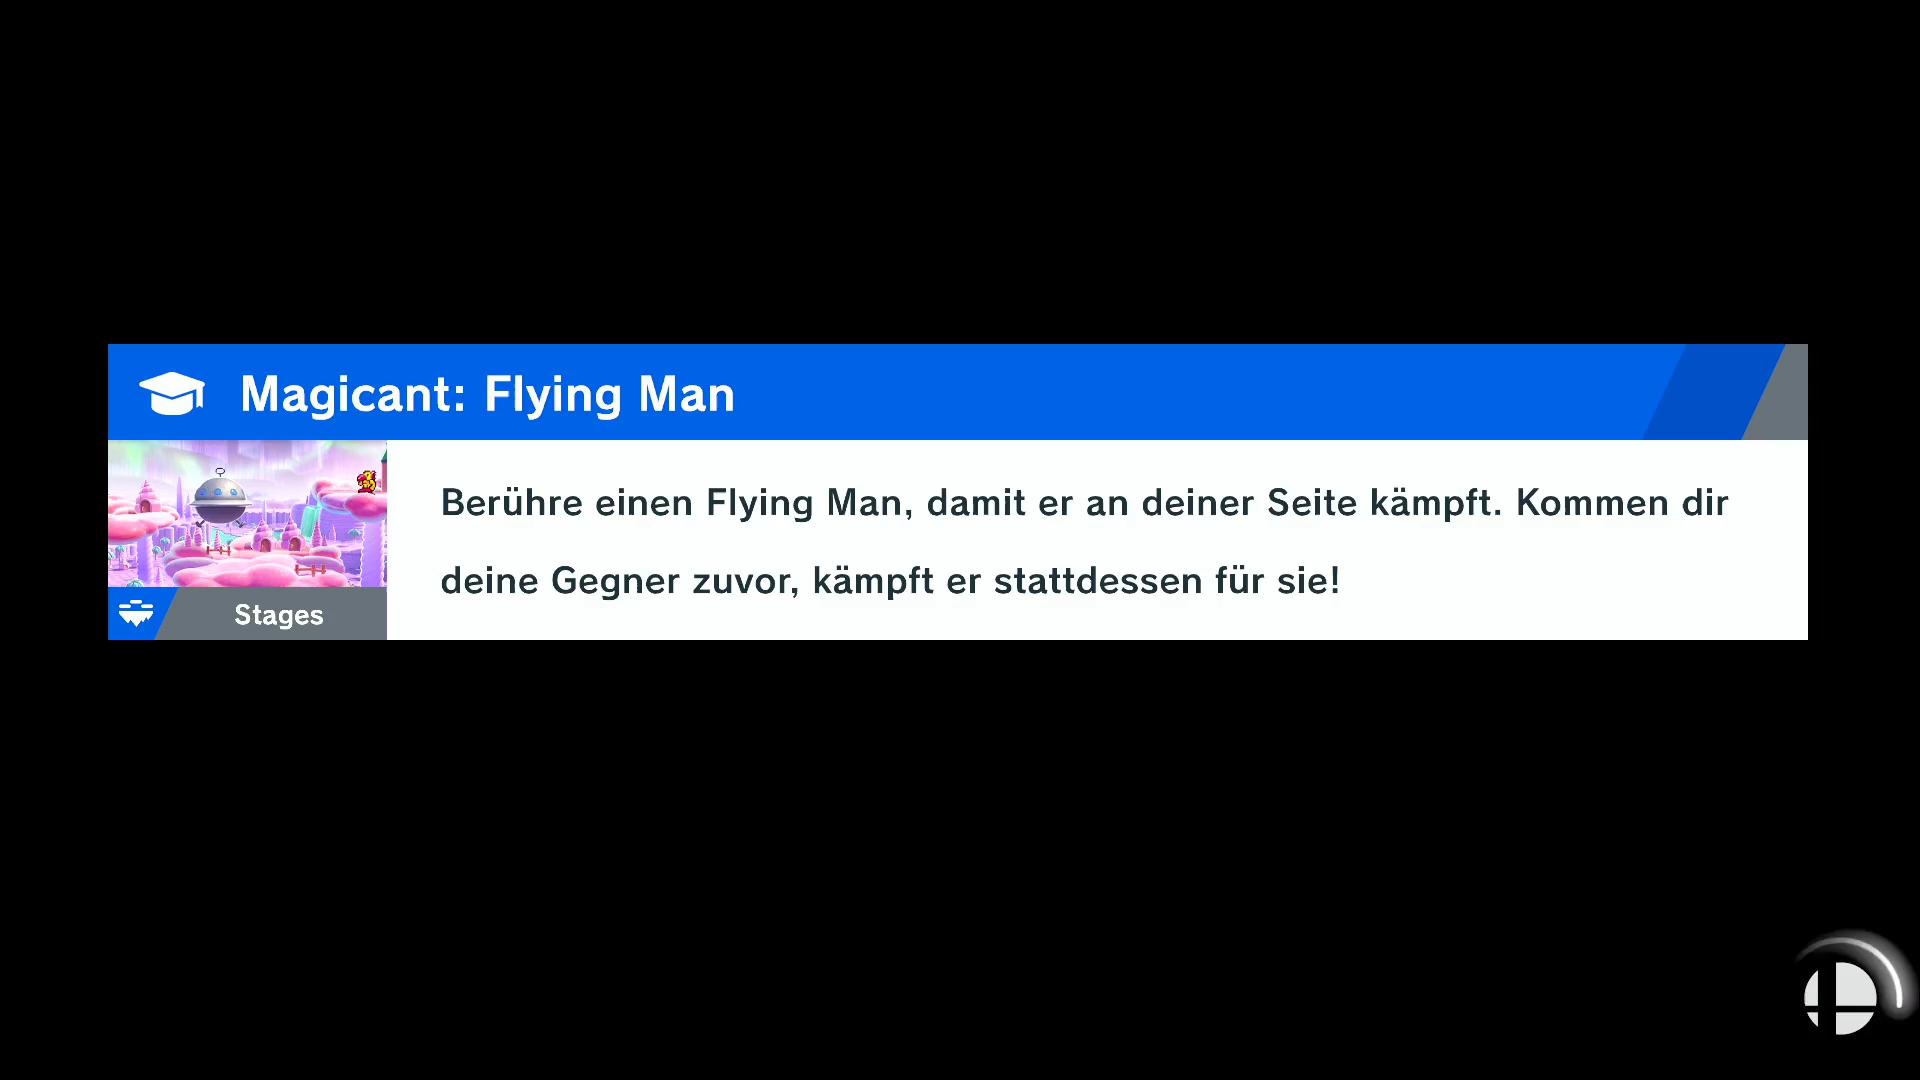 Magicant: Flying Man
Berühre einen Flying Man, damit er an deiner Seite kämpft. Kommen dir
deine Gegner zuvor, kämpft er stattdessen für sie!
Stages